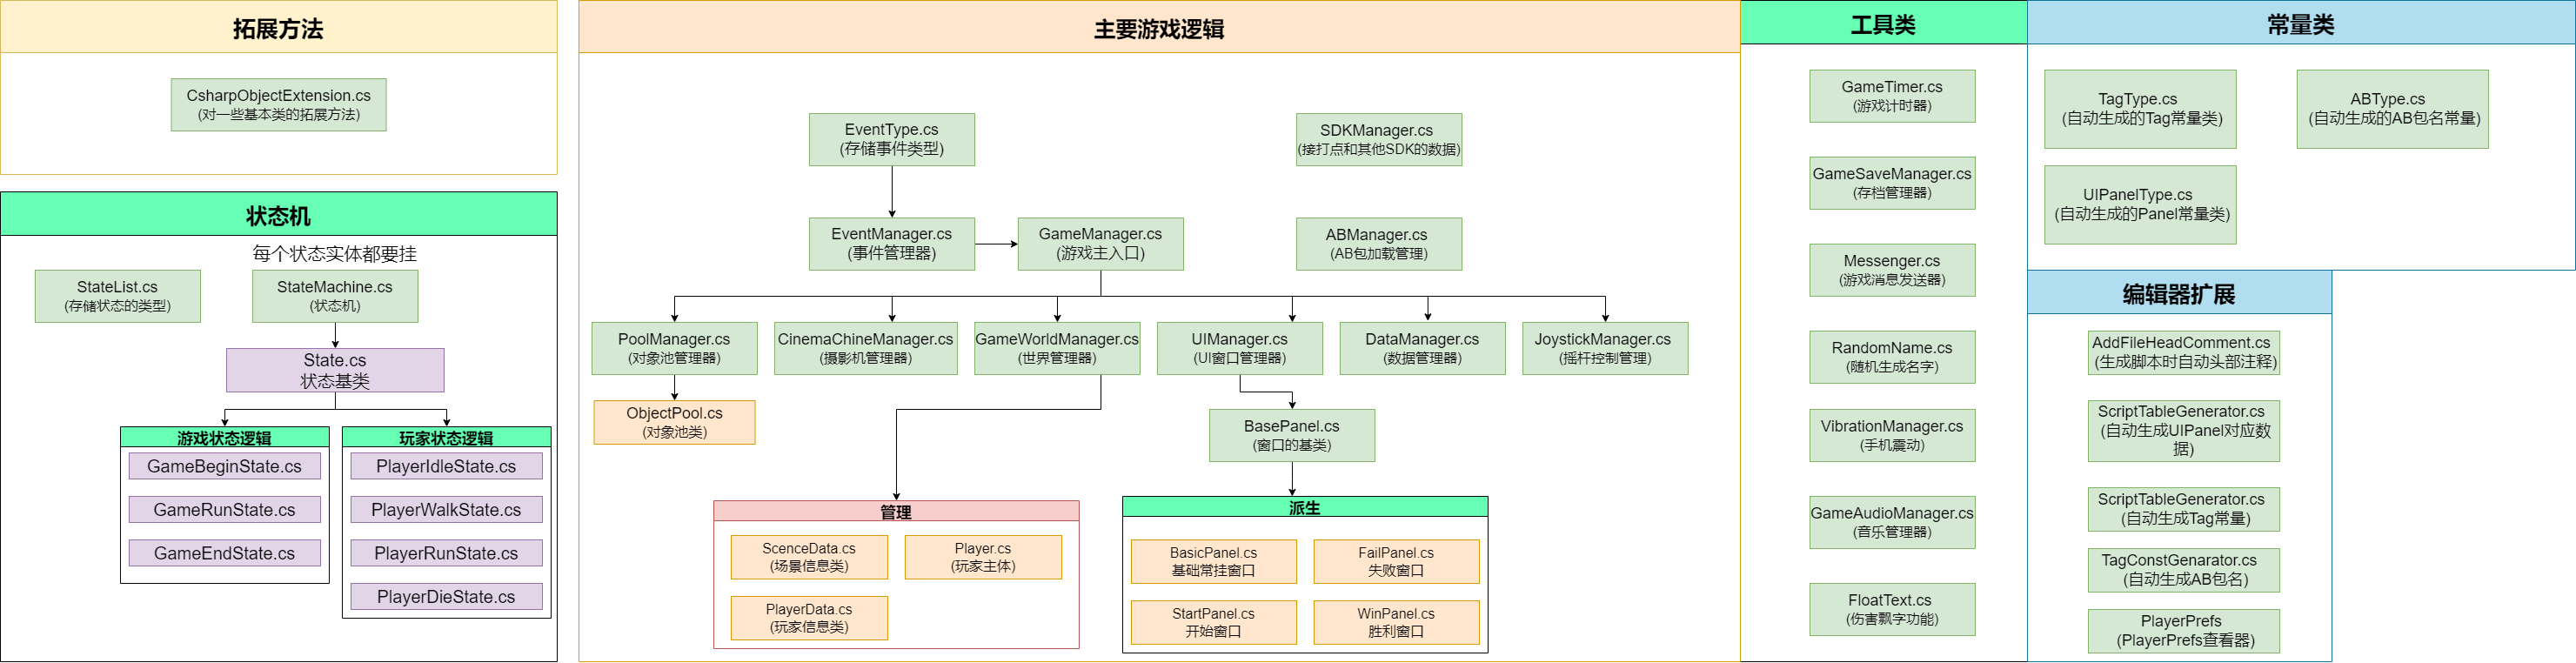 拓展方法
CsharpObjectExtension.cs
(对一些基本类的拓展方法)
状态机
每个状态实体都要挂
StateList.cs
(存储状态的类型)
StateMachine.cs
(状态机)
State.cs
状态基类
游戏状态逻辑
GameBeginState.cs
GameRunState.cs
GameEndState.cs
玩家状态逻辑
PlayerIdleState.cs
PlayerWalkState.cs
PlayerRunState.cs
PlayerDieState.cs
主要游戏逻辑
EventType.cs
(存储事件类型)
SDKManager.cs
(接打点和其他SDK的数据)
EventManager.cs
(事件管理器)
GameManager.cs
(游戏主入口)
ABManager.cs
(AB包加载管理)
PoolManager.cs
(对象池管理器)
CinemaChineManager.cs
(摄影机管理器)
GameWorldManager.cs
(世界管理器)
UIManager.cs
(UI窗口管理器)
DataManager.cs
(数据管理器)
JoystickManager.cs
(摇杆控制管理)
ObjectPool.cs
(对象池类)
BasePanel.cs
(窗口的基类)
管理
ScenceData.cs
(场景信息类)
Player.cs
(玩家主体)
PlayerData.cs
(玩家信息类)
派生
BasicPanel.cs
基础常挂窗口
FailPanel.cs
失败窗口
StartPanel.cs
开始窗口
WinPanel.cs
胜利窗口
工具类
GameTimer.cs
(游戏计时器)
GameSaveManager.cs
(存档管理器)
Messenger.cs
(游戏消息发送器)
RandomName.cs
(随机生成名字)
VibrationManager.cs
(手机震动)
GameAudioManager.cs
(音乐管理器)
FloatText.cs
(伤害飘字功能)
常量类
TagType.cs
(自动生成的Tag常量类)
ABType.cs
(自动生成的AB包名常量)
UIPanelType.cs
(自动生成的Panel常量类)
编辑器扩展
AddFileHeadComment.cs
(生成脚本时自动头部注释)
ScriptTableGenerator.cs
(自动生成UIPanel对应数
据)
ScriptTableGenerator.cs
(自动生成Tag常量)
TagConstGenarator.cs
(自动生成AB包名)
PlayerPrefs
(PlayerPrefs查看器)